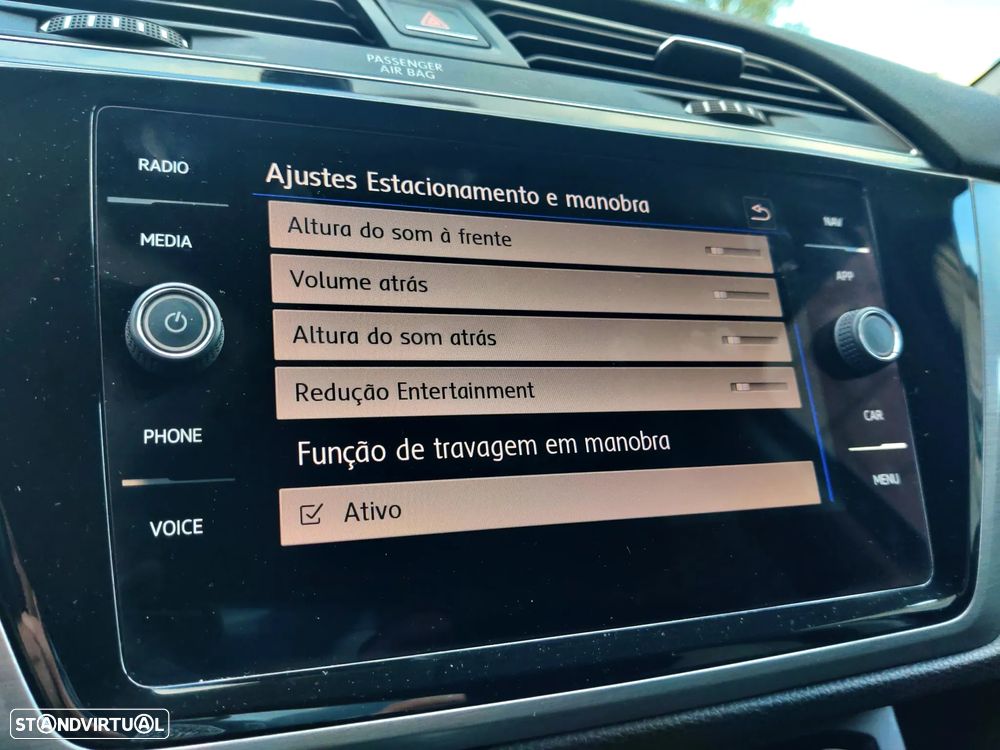 PASSENGER
AIR BAG
RADIO
MEDIA
PHONE
VOICE
Ajustes Estacionamento e manobra
Altura do som à frente
Volume atrás
Altura do som atrás
Redução Entertainment
Função de travagem em manobra
Ativo
NAV
APP
CAR
MENU
STANDVIRTUAL